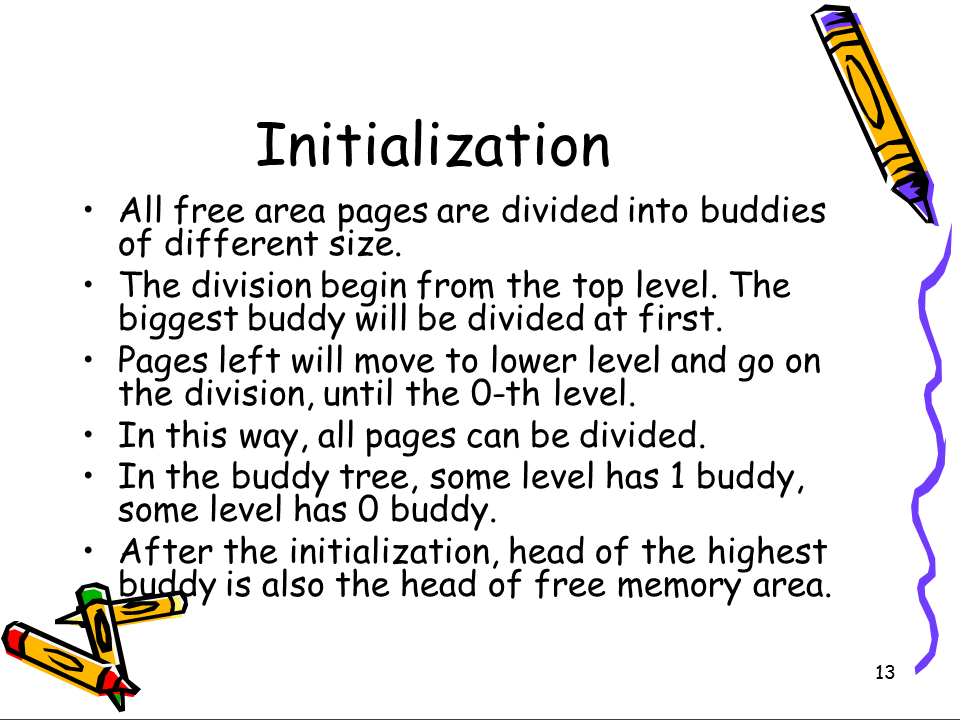 Initialization
• All free area pages are divided into buddies
of different size.
• The division begin from the top level. The
biggest buddy will be divided at first.
• Pages left will move to lower level and go on
the division, until the 0-th level.
• In this way, all pages can be divided.
• In the buddy tree, some level has 1 buddy,
some level has 0 buddy.
• After the initialization, head of the highest
buddy is also the head of free memory area.
13